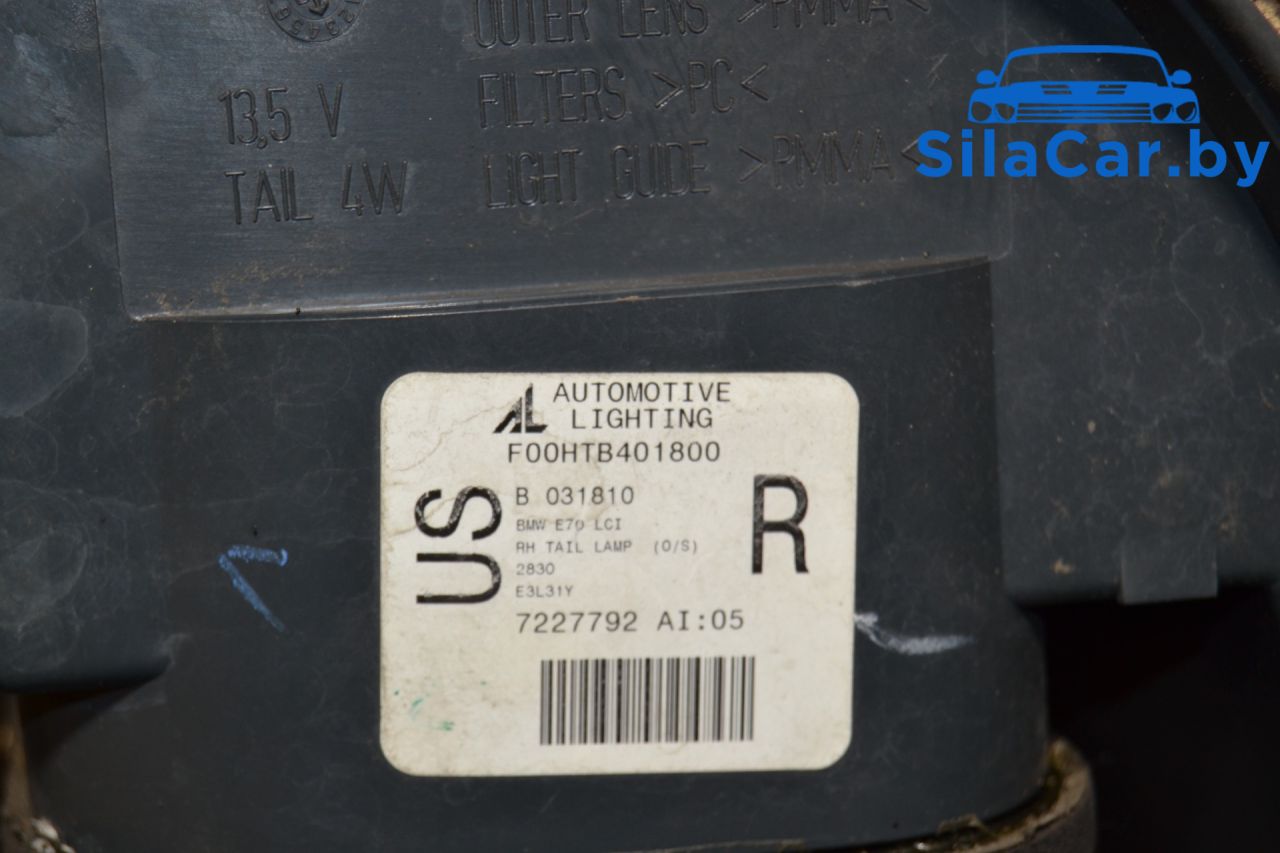 OUTER LENS >PMMA<
13,5 V
FILTERS >PC<
TAIL 4W
LIGHT GUIDE >PMMA<
SilaCar.by
AL AUTOMOTIVE
LIGHTING
F00HTB401800
US
B 031810
BMW E70 LCI
RH TAIL LAMP (O/S)
2830
E3L31Y
R
7227792 AI:05